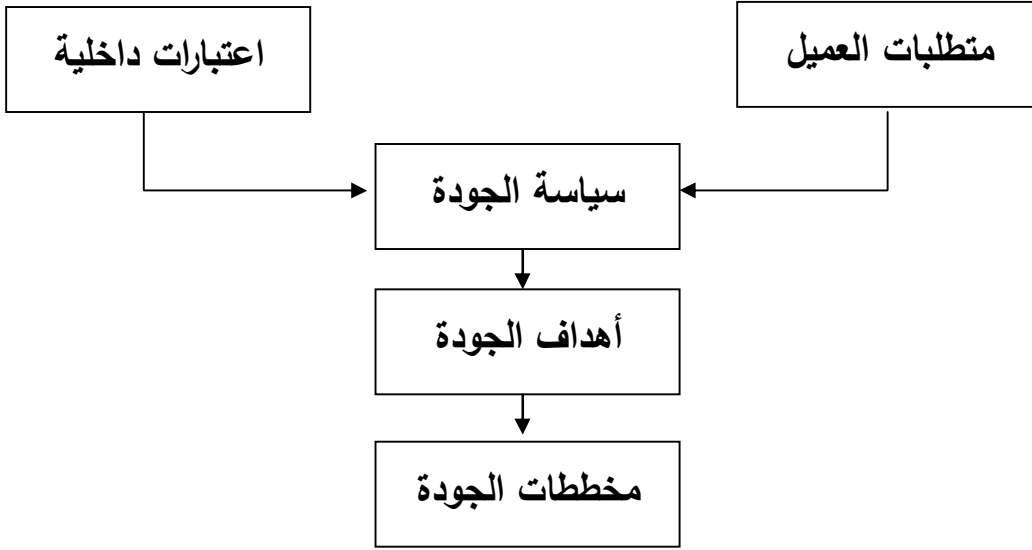 متطلبات العميل
اعتبارات داخلية
سياسة الجودة
أهداف الجودة
مخططات الجودة